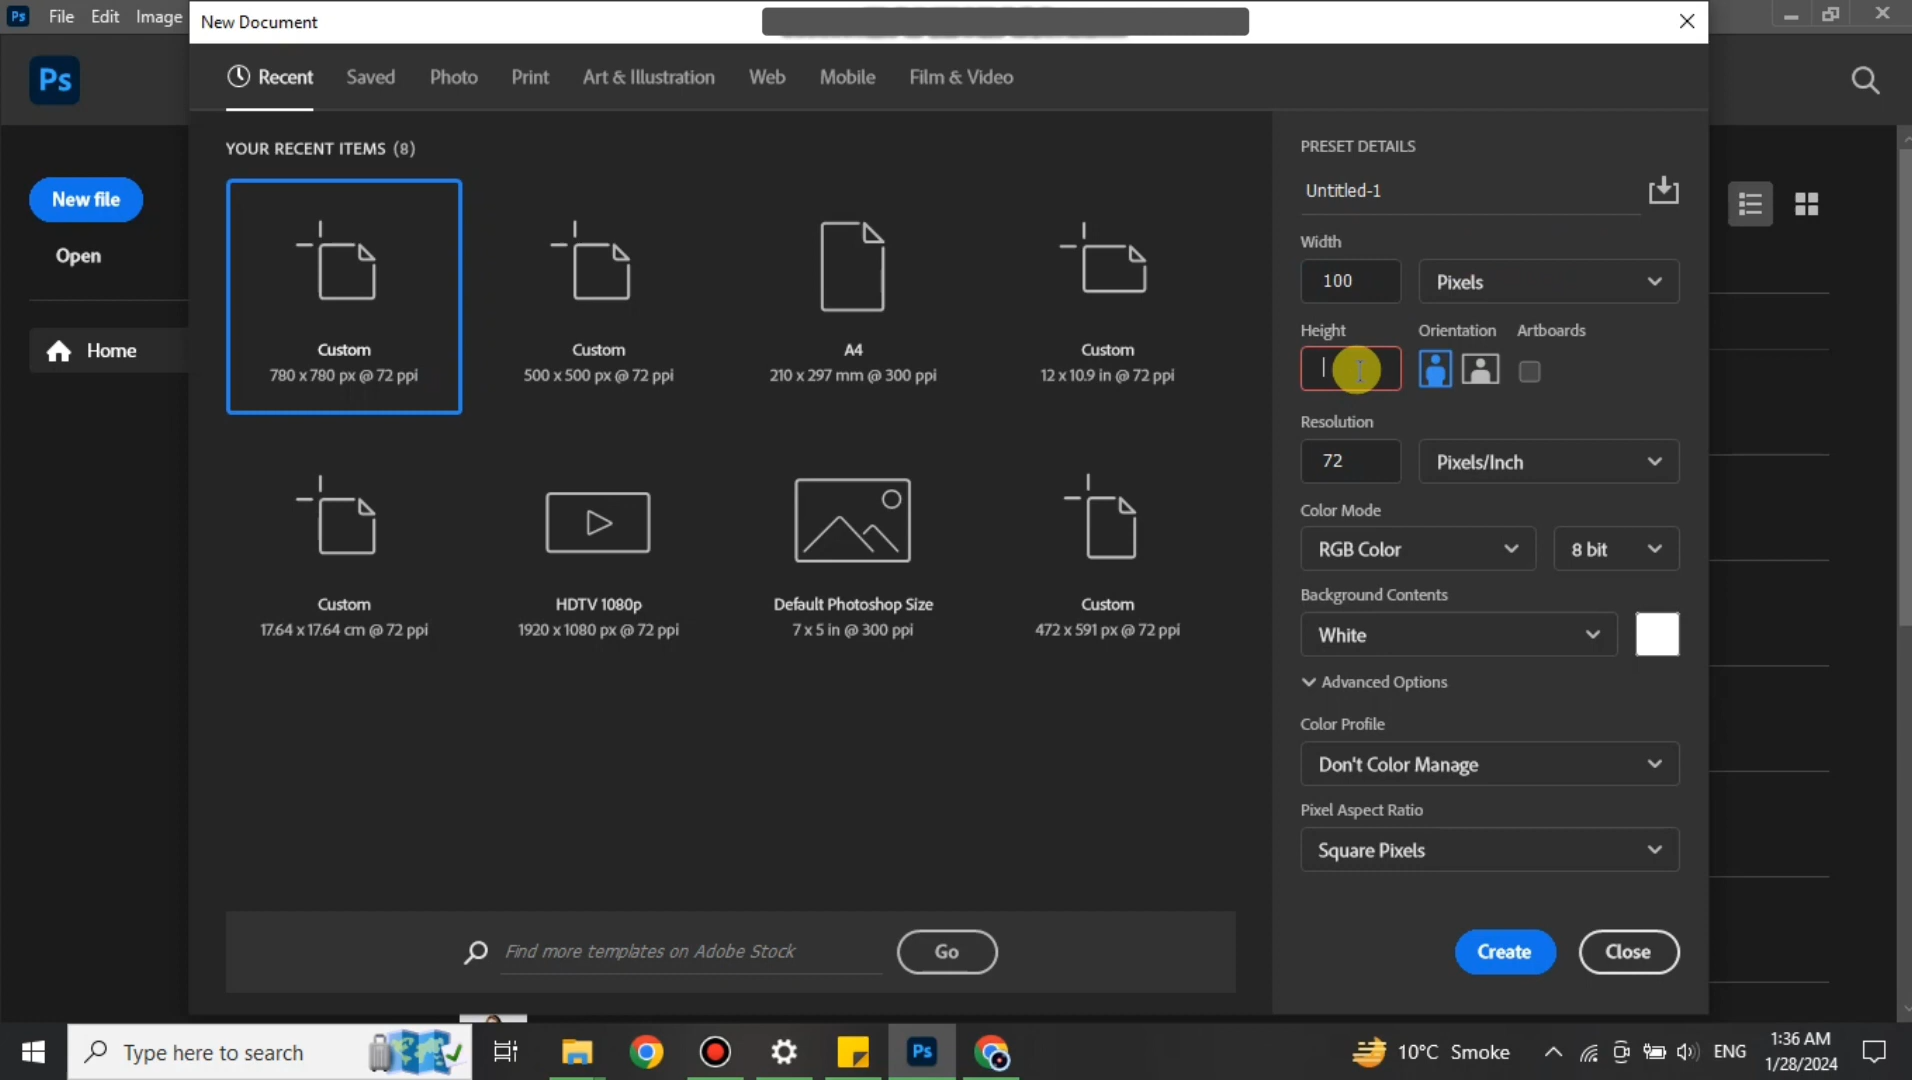 Ps File Edit Image
New Document
Ps
Recent Saved Photo Print Art & Illustration Web Mobile Film & Video
New file
Open
Home
YOUR RECENT ITEMS (8)
Custom
780 x 780 px @ 72 ppi
Custom
500 x 500 px @ 72 ppi
A4
210 x 297 mm @ 300 ppi
Custom
12 x 10.9 in @ 72 ppi
Custom
17.64 x 17.64 cm @ 72 ppi
HDTV 1080p
1920 x 1080 px @ 72 ppi
Default Photoshop Size
7 x 5 in @ 300 ppi
Custom
472 x 591 px @ 72 ppi
Find more templates on Adobe Stock
Go
PRESET DETAILS
Untitled-1
Width
100 Pixels
Height Orientation Artboards
Resolution
72 Pixels/Inch
Color Mode
RGB Color 8 bit
Background Contents
White
Advanced Options
Color Profile
Don't Color Manage
Pixel Aspect Ratio
Square Pixels
Create Close
Type here to search
Ps
10°C Smoke
ENG
1:36 AM
1/28/2024